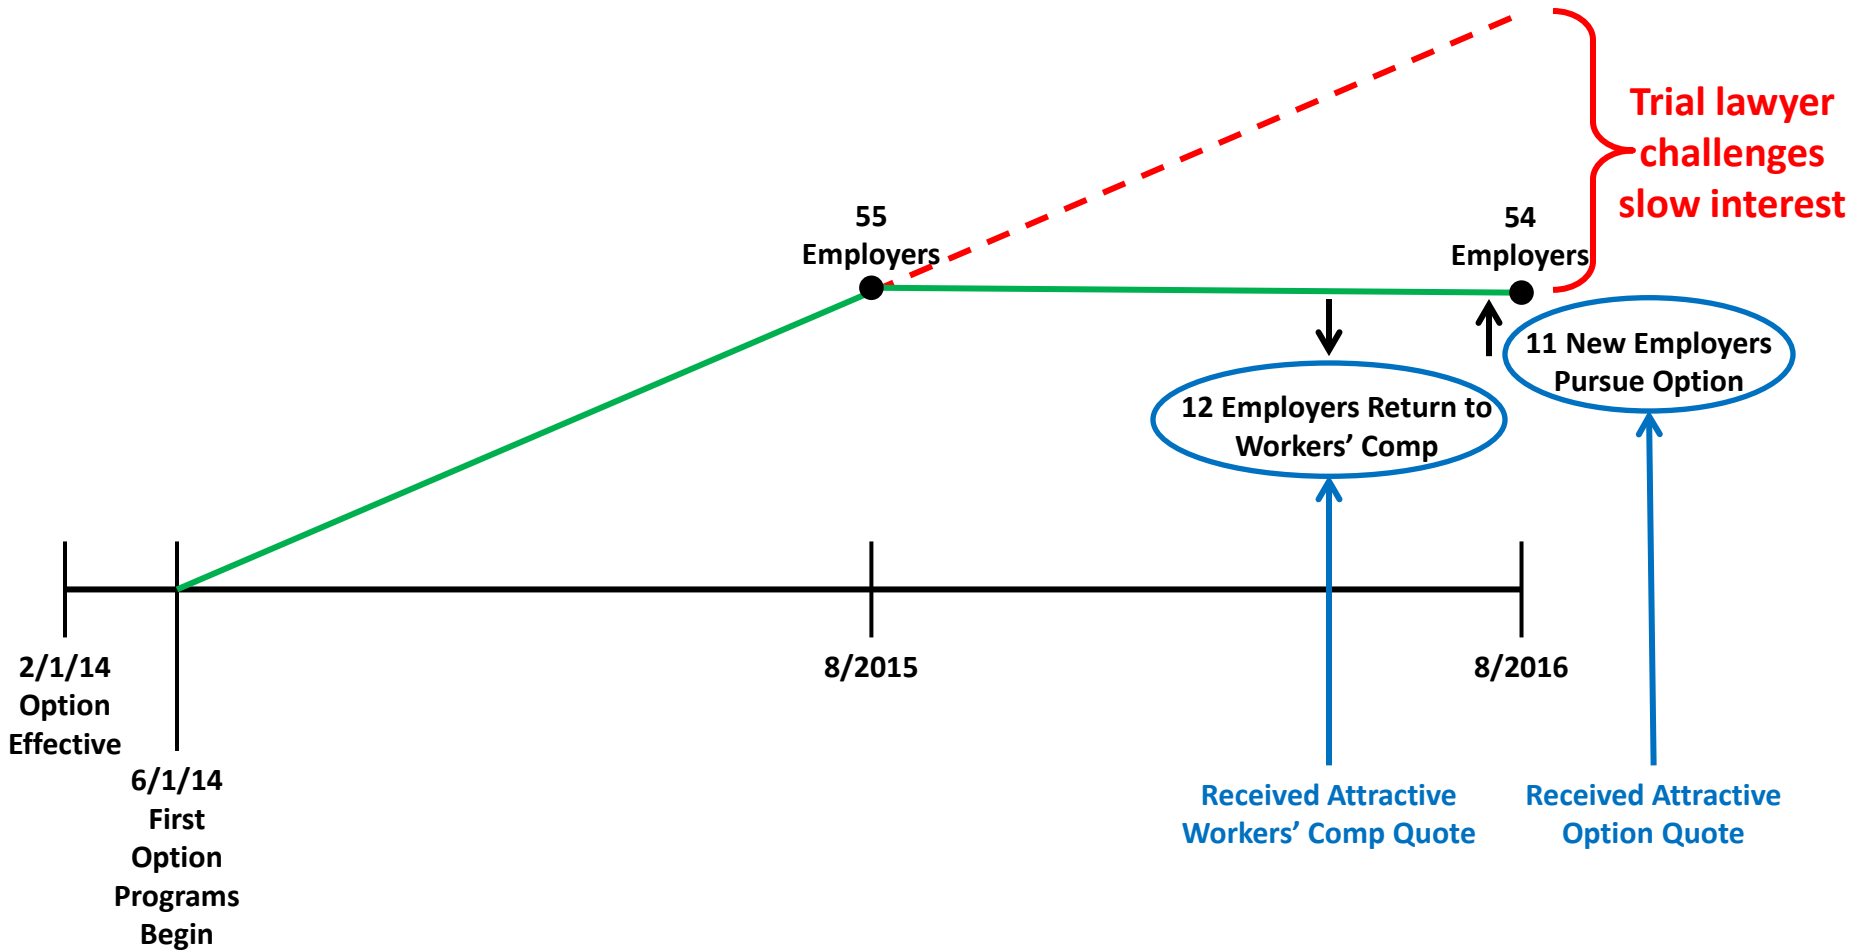 Trial lawyer
challenges
slow interest
55
Employers
54
Employers
11 New Employers
Pursue Option
12 Employers Return to
Workers’ Comp
2/1/14
Option
Effective
6/1/14
First
Option
Programs
Begin
8/2015
8/2016
Received Attractive
Workers’ Comp Quote
Received Attractive
Option Quote